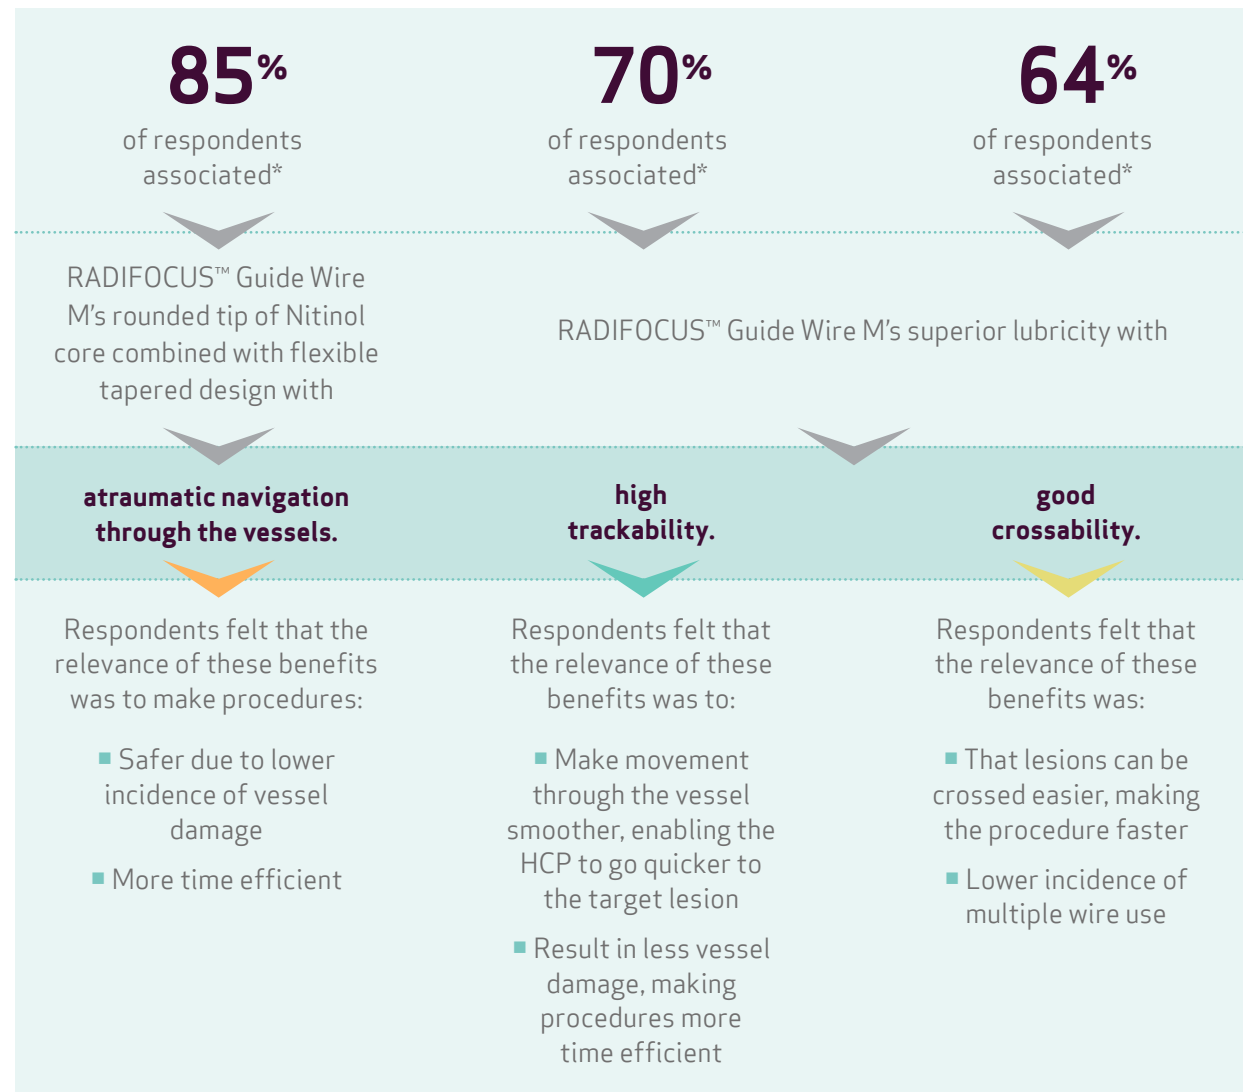 85%
of respondents
associated*
70%
of respondents
associated*
64%
of respondents
associated*
RADIFOCUS™ Guide Wire
M’s rounded tip of Nitinol
core combined with flexible
tapered design with
RADIFOCUS™ Guide Wire M’s superior lubricity with
atraumatic navigation
through the vessels.
high
trackability.
good
crossability.
Respondents felt that the
relevance of these benefits
was to make procedures:
■ Safer due to lower
incidence of vessel
damage
■ More time efficient
Respondents felt that
the relevance of these
benefits was to:
■ Make movement
through the vessel
smoother, enabling the
HCP to go quicker to
the target lesion
■ Result in less vessel
damage, making
procedures more
time efficient
Respondents felt that
the relevance of these
benefits was:
■ That lesions can be
crossed easier, making
the procedure faster
■ Lower incidence of
multiple wire use